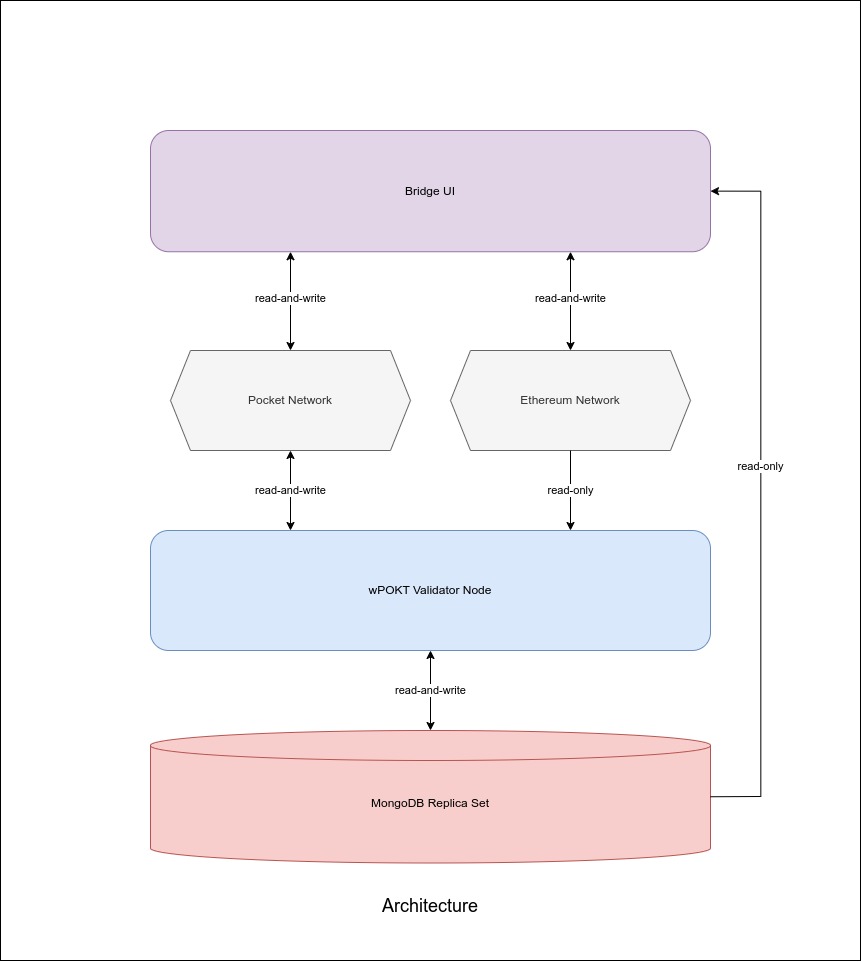 Bridge UI
read-and-write
read-and-write
Pocket Network
Ethereum Network
read-only
read-and-write
read-only
wPOKT Validator Node
read-and-write
MongoDB Replica Set
Architecture